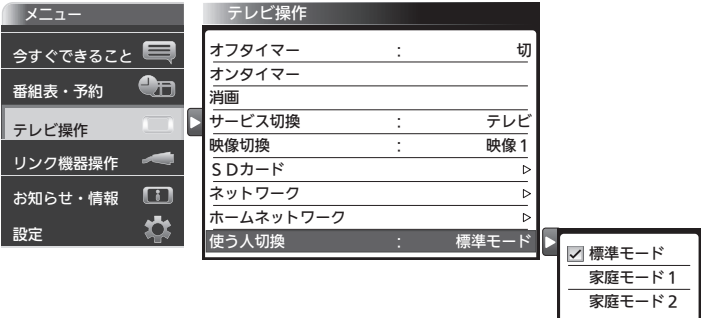 メニュー
今すぐできること
番組表・予約
テレビ操作
リンク機器操作
お知らせ・情報
設定
テレビ操作
オフタイマー : 切
オンタイマー
消画
サービス切換 : テレビ
映像切換 : 映像1
SDカード
ネットワーク
ホームネットワーク
使う人切換 : 標準モード
標準モード
家庭モード1
家庭モード2